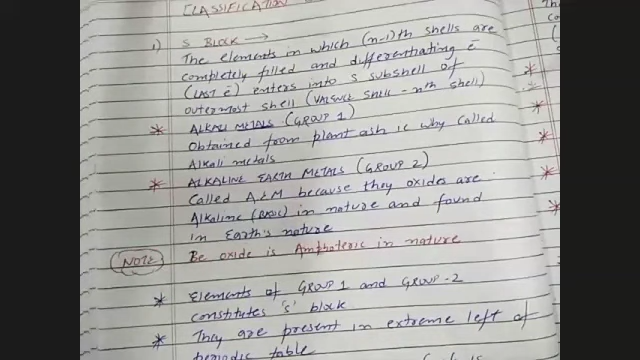 CLASSIFICATION
1) S BLOCK →
The elements in which (n-1)th shells are
completely filled and differentiating e̅
(LAST e̅) enters into s subshell of
outermost shell (VALENCE SHELL - nth shell)
* ALKALI METALS (GROUP 1)
Obtained from plant ash is why called
Alkali metals
* ALKALINE EARTH METALS (GROUP 2)
Called AEM because they oxides are
Alkaline (BASIC) in nature and found
in Earth's nature
NOTE Be oxide is Amphoteric in nature
* Elements of GROUP 1 and GROUP-2
constitutes 's' block
* They are present in extreme left of
periodic table